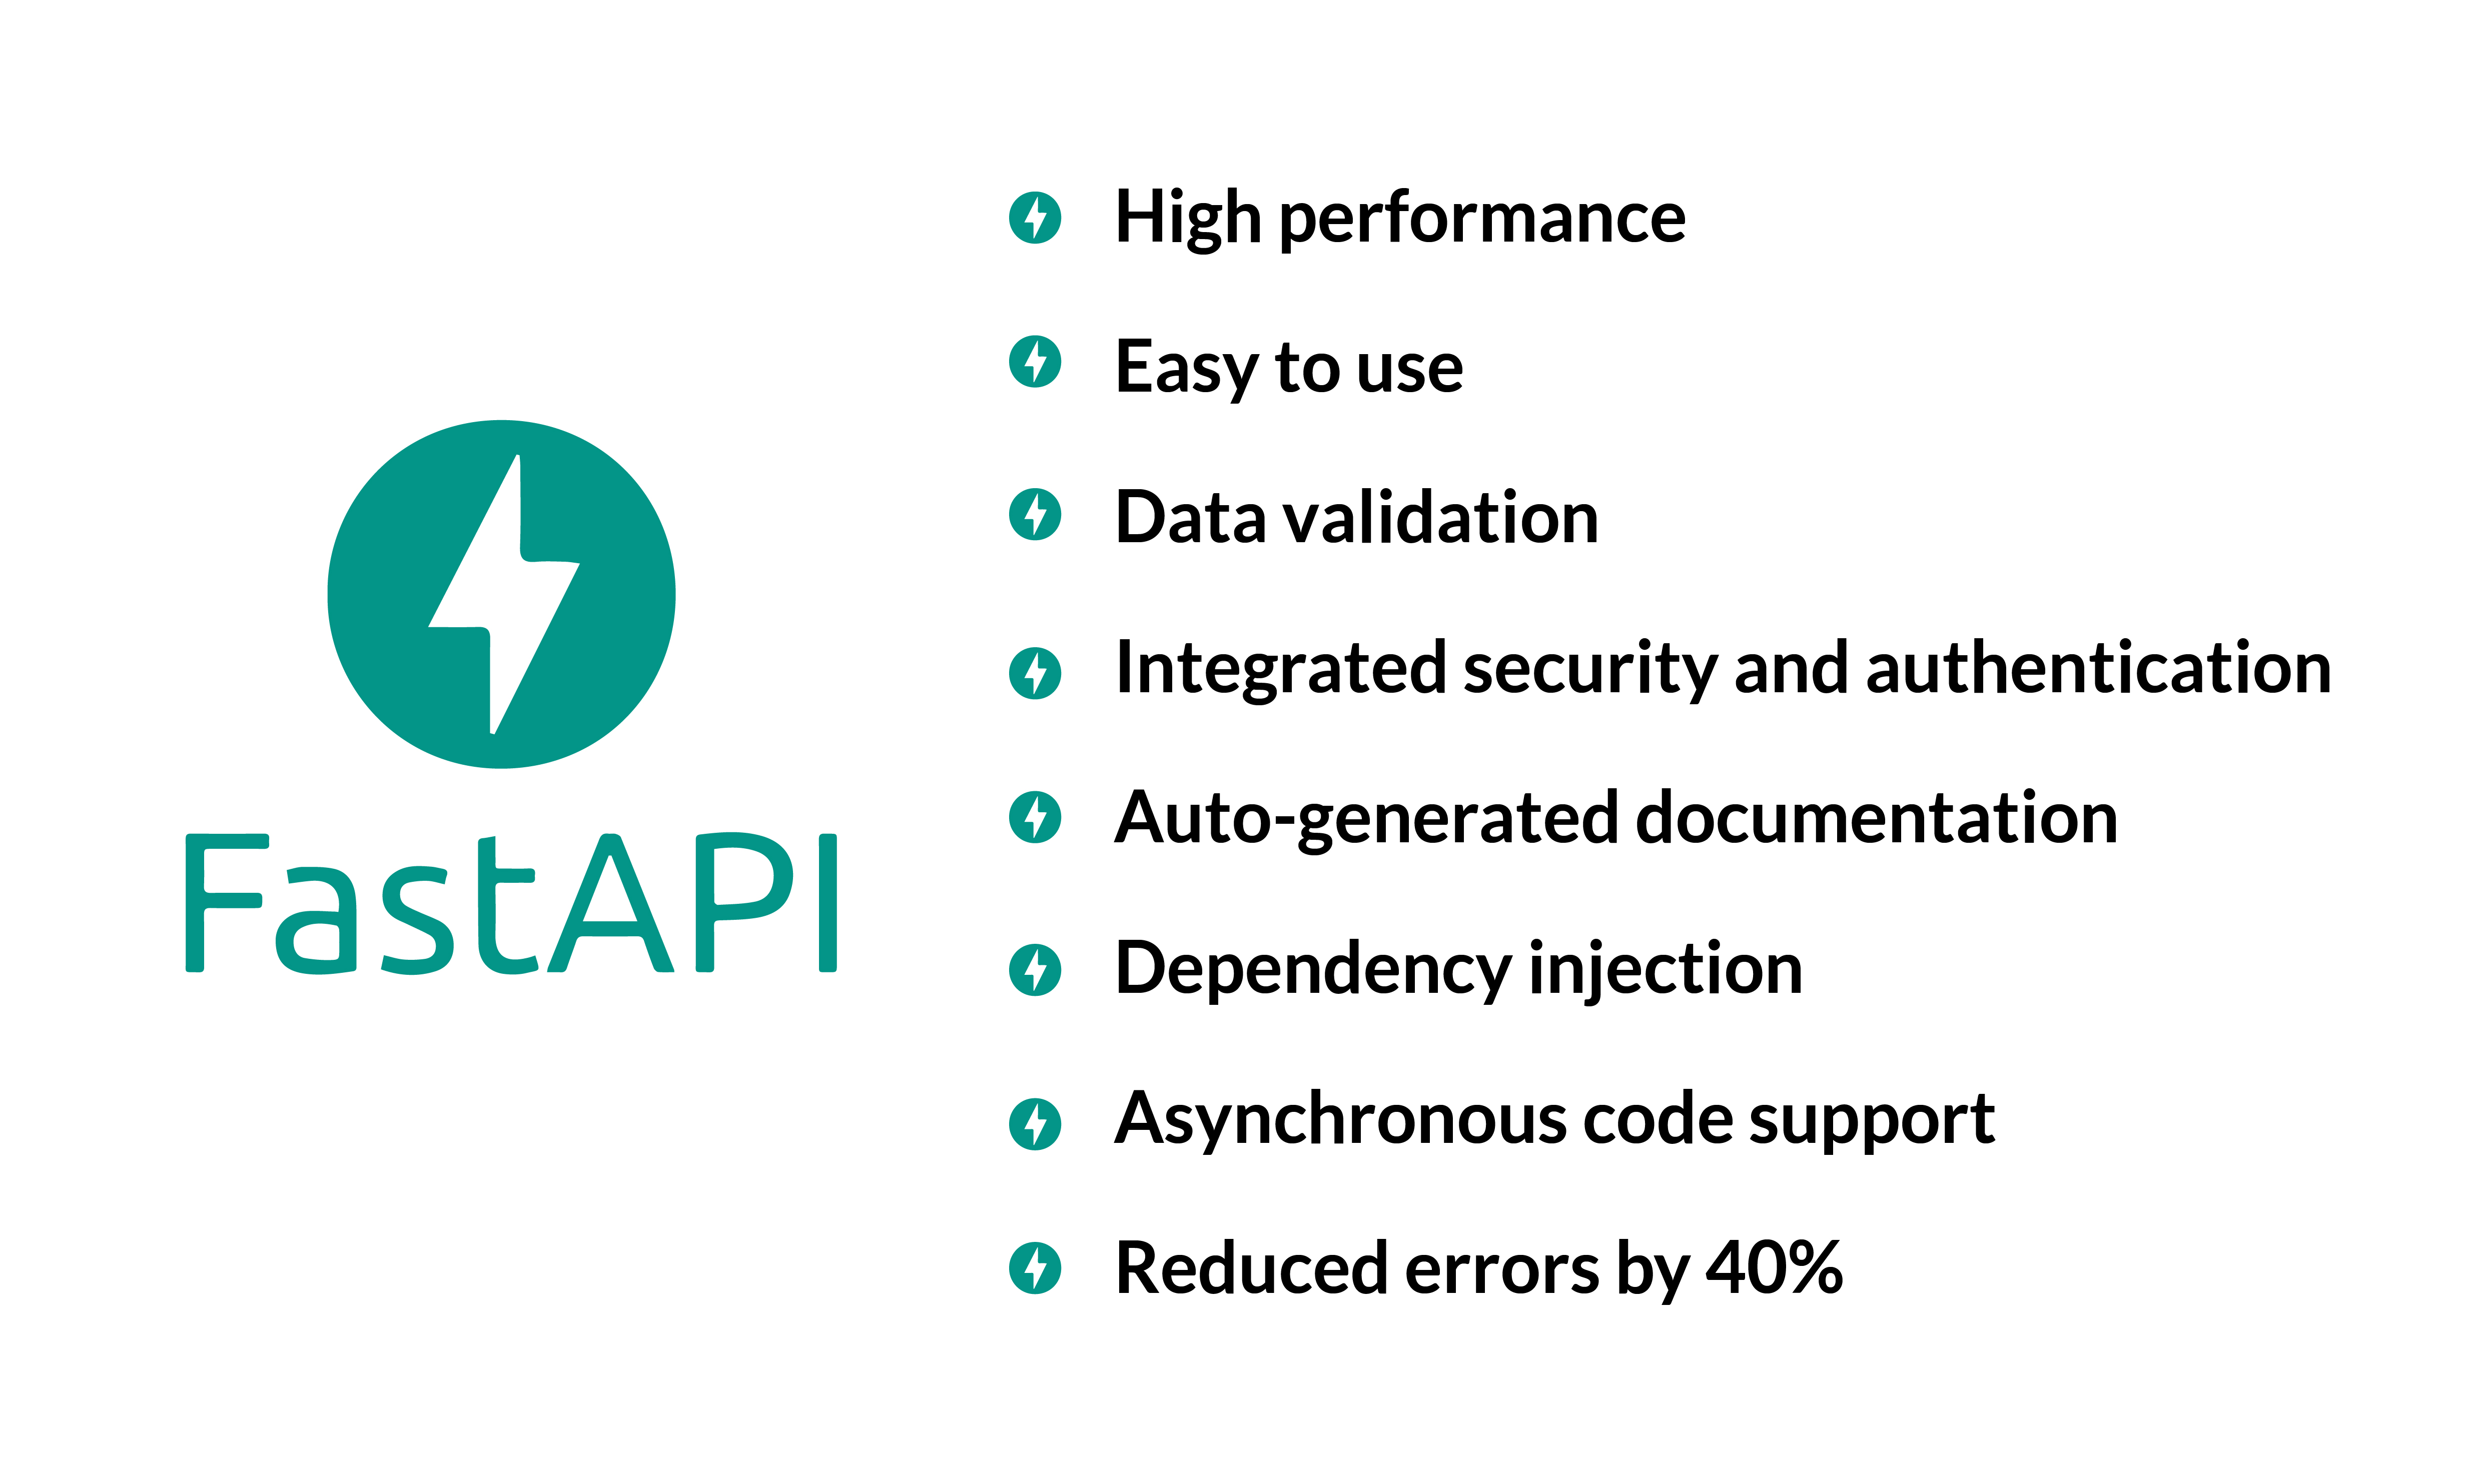 FastAPI
High performance
Easy to use
Data validation
Integrated security and authentication
Auto-generated documentation
Dependency injection
Asynchronous code support
Reduced errors by 40%